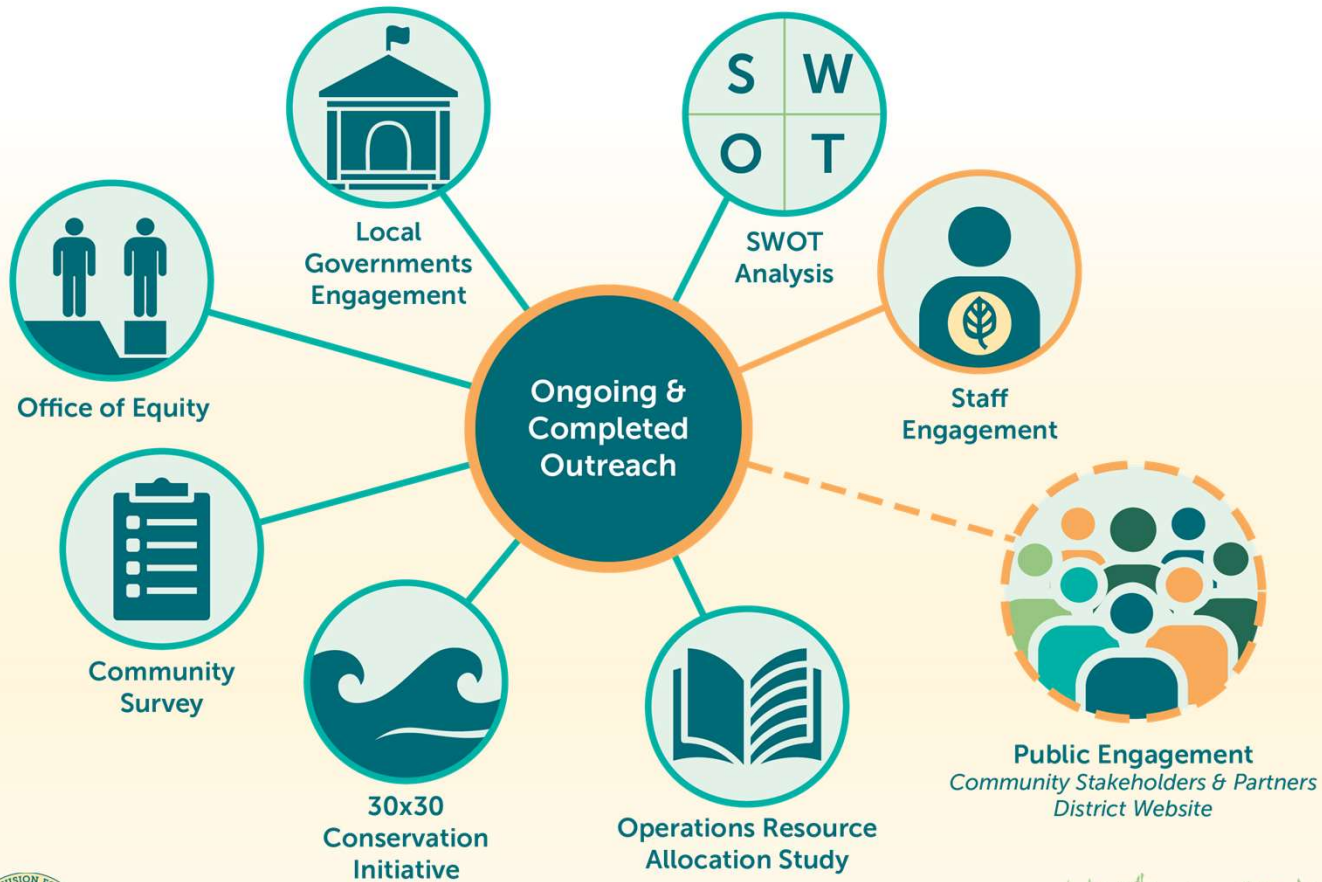 S W
O T
Local
Governments
Engagement
SWOT
Analysis
Office of Equity
Ongoing &
Completed
Outreach
Staff
Engagement
Community
Survey
30x30
Conservation
Initiative
Operations Resource
Allocation Study
Public Engagement
Community Stakeholders & Partners
District Website